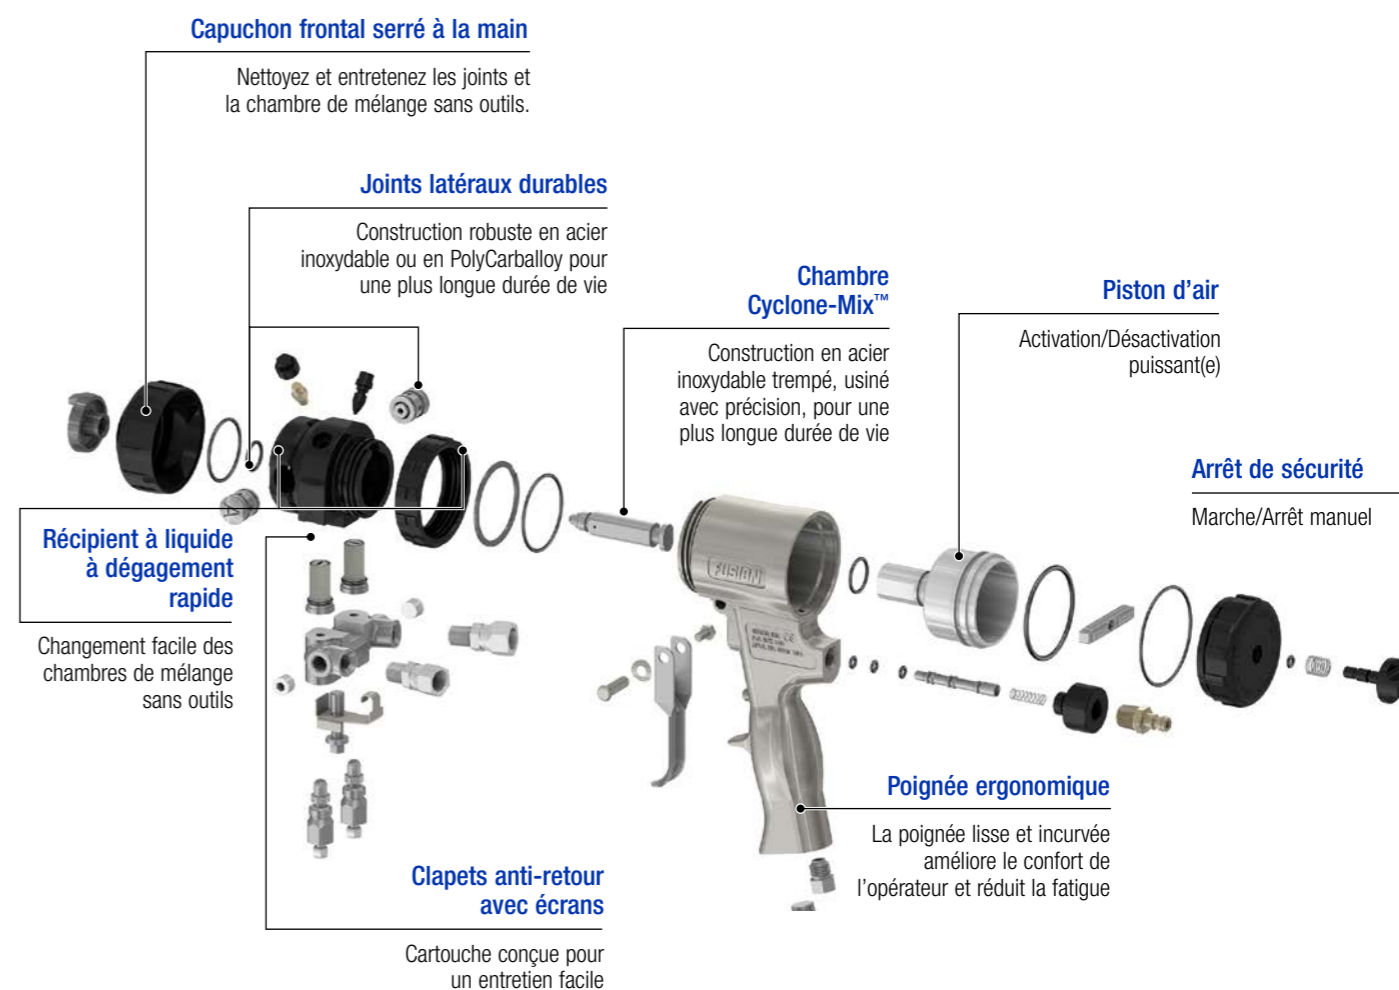 Capuchon frontal serré à la main
Nettoyez et entretenez les joints et
la chambre de mélange sans outils.
Joints latéraux durables
Construction robuste en acier
inoxydable ou en PolyCarballoy pour
une plus longue durée de vie
Chambre
Cyclone-Mix™
Construction en acier
inoxydable trempé, usiné
avec précision, pour une
plus longue durée de vie
Piston d’air
Activation/Désactivation
puissant(e)
Arrêt de sécurité
Marche/Arrêt manuel
Récipient à liquide
à dégagement
rapide
Changement facile des
chambres de mélange
sans outils
FUSION
Poignée ergonomique
La poignée lisse et incurvée
améliore le confort de
l’opérateur et réduit la fatigue
Clapets anti-retour
avec écrans
Cartouche conçue pour
un entretien facile